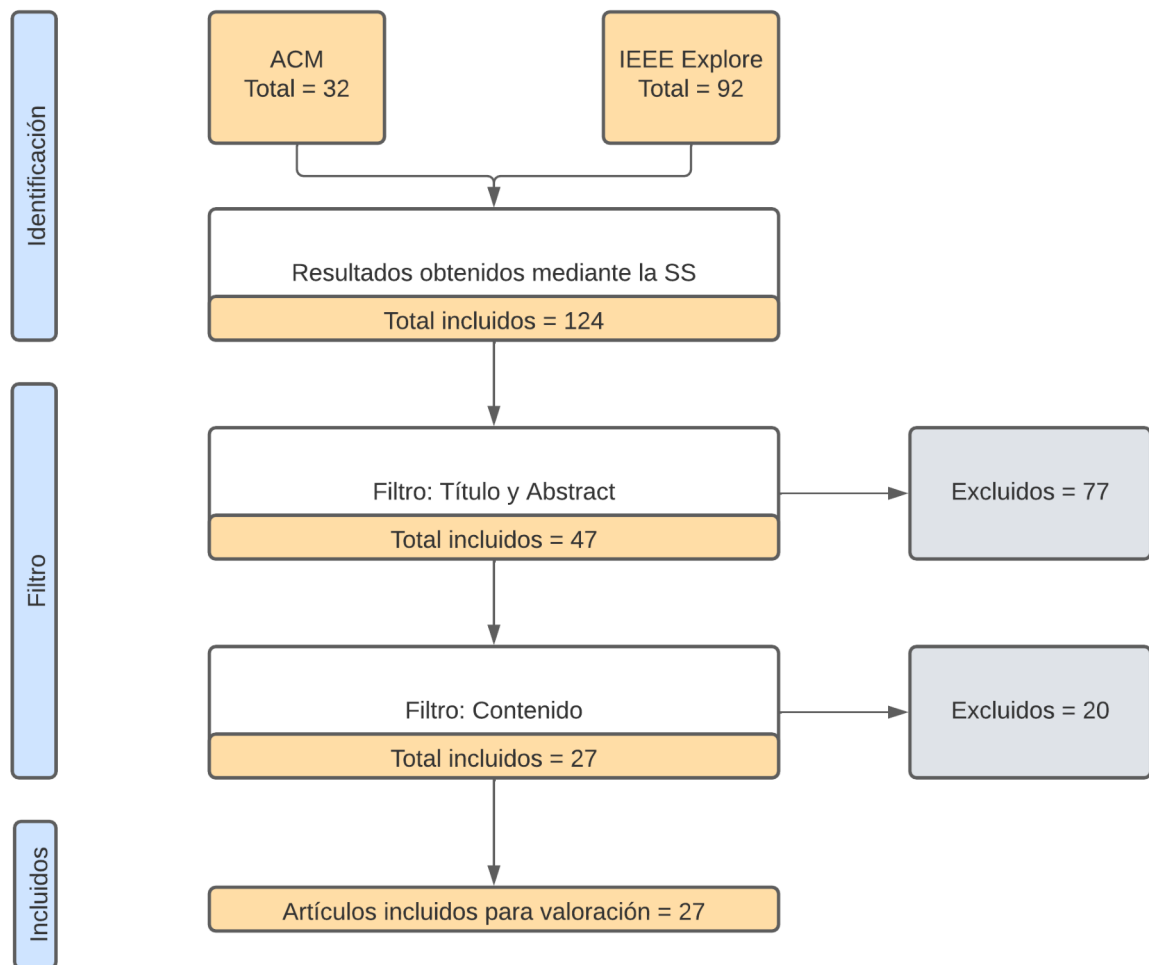 Identificación
ACM
Total = 32
IEEE Explore
Total = 92
Resultados obtenidos mediante la SS
Total incluidos = 124
Filtro
Filtro: Título y Abstract
Total incluidos = 47
Excluidos = 77
Filtro: Contenido
Total incluidos = 27
Excluidos = 20
Incluidos
Artículos incluidos para valoración = 27